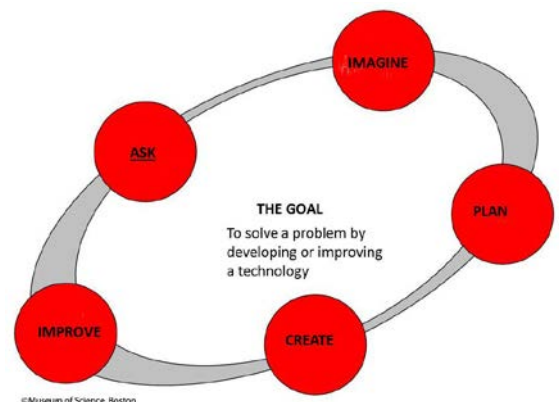 IMAGINE
ASK
PLAN
THE GOAL
To solve a problem by
developing or improving
a technology
IMPROVE
CREATE
©Museum of Science, Boston